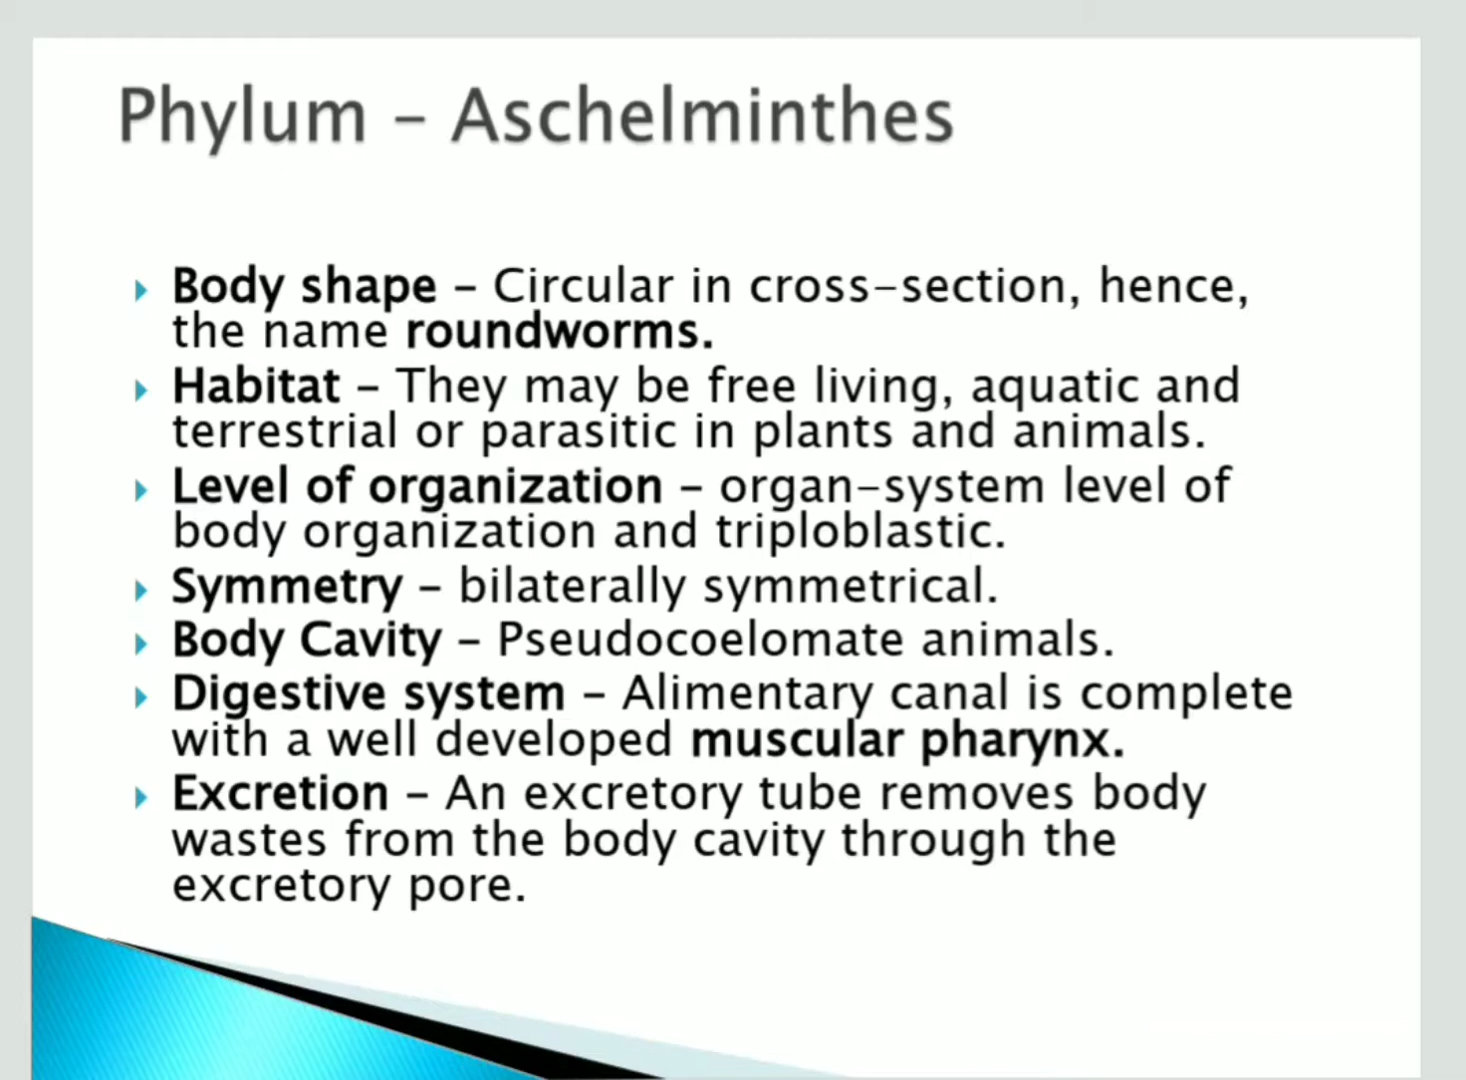 Phylum – Aschelminthes
Body shape – Circular in cross-section, hence,
the name roundworms.
Habitat – They may be free living, aquatic and
terrestrial or parasitic in plants and animals.
Level of organization – organ-system level of
body organization and triploblastic.
Symmetry – bilaterally symmetrical.
Body Cavity – Pseudocoelomate animals.
Digestive system – Alimentary canal is complete
with a well developed muscular pharynx.
Excretion – An excretory tube removes body
wastes from the body cavity through the
excretory pore.